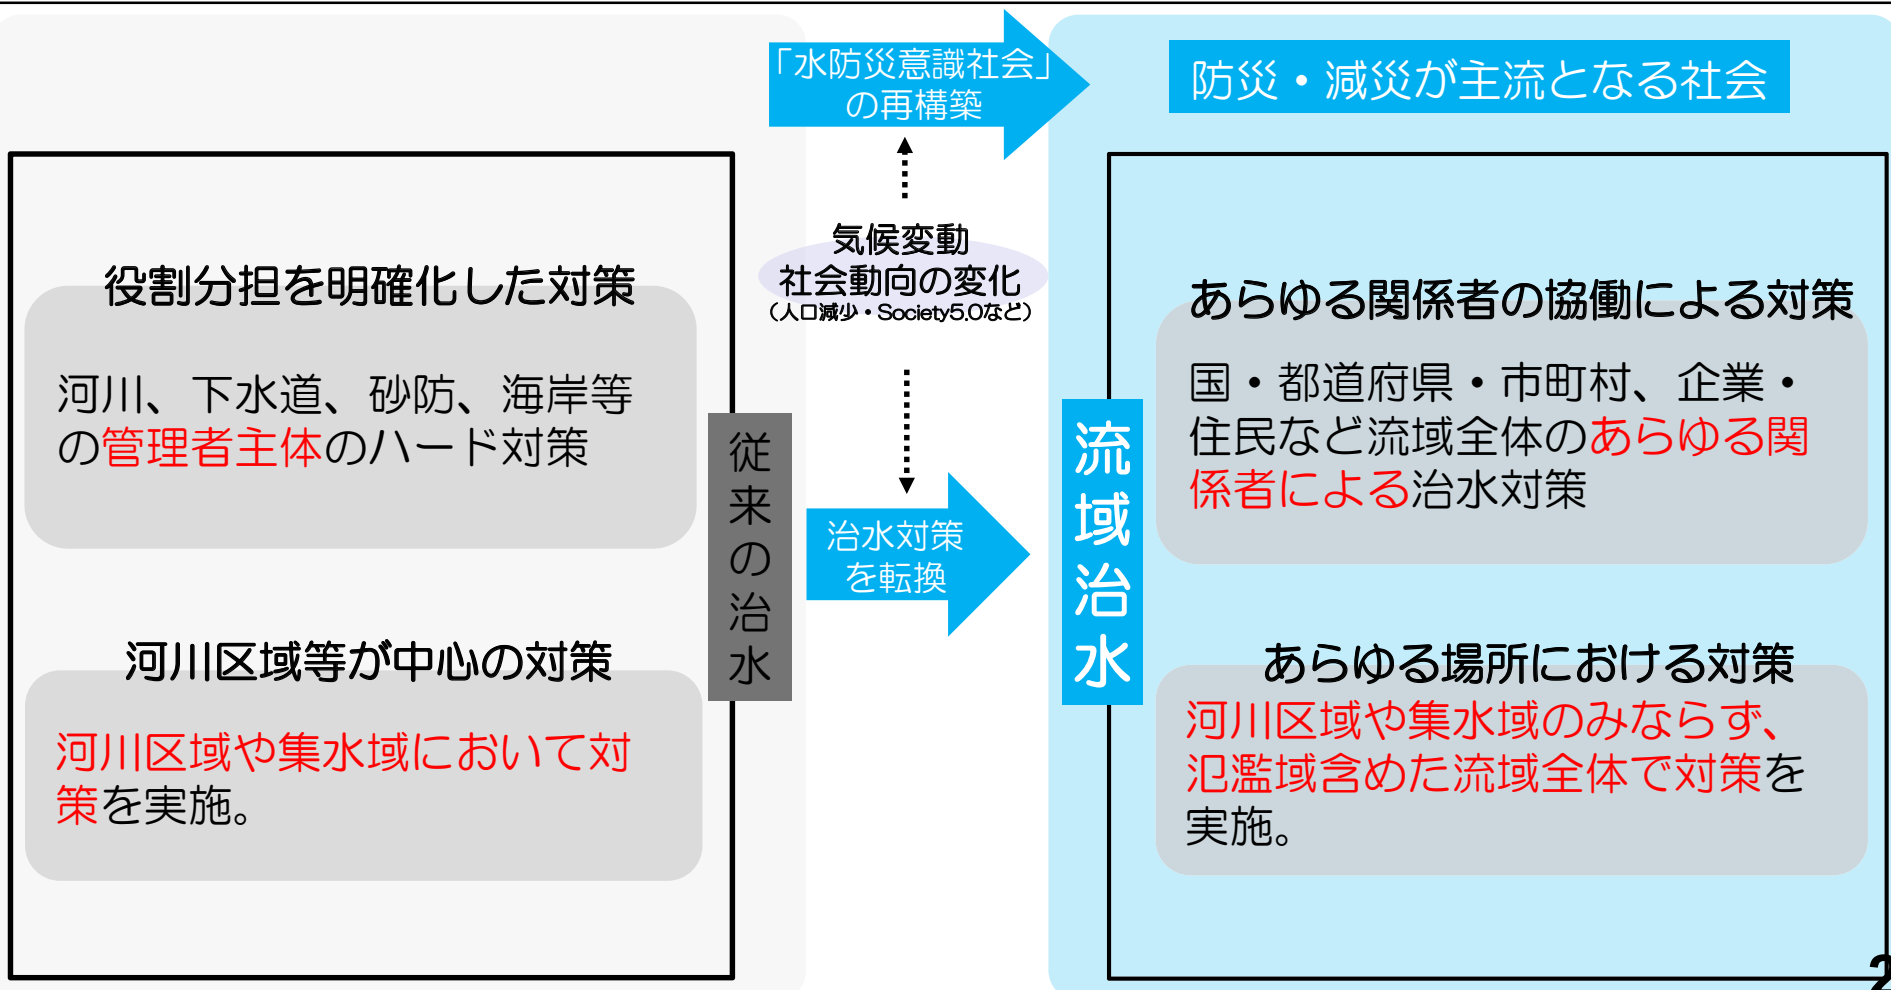 「水防災意識社会」
の再構築
防災・減災が主流となる社会
気候変動
社会動向の変化
（人口減少・Society5.0など）
役割分担を明確化した対策
河川、下水道、砂防、海岸等
の管理者主体のハード対策
河川区域等が中心の対策
河川区域や集水域において対
策を実施。
従来の治水
治水対策
を転換
流域治水
あらゆる関係者の協働による対策
国・都道府県・市町村、企業・
住民など流域全体のあらゆる関
係者による治水対策
あらゆる場所における対策
河川区域や集水域のみならず、
氾濫域含めた流域全体で対策を
実施。
2